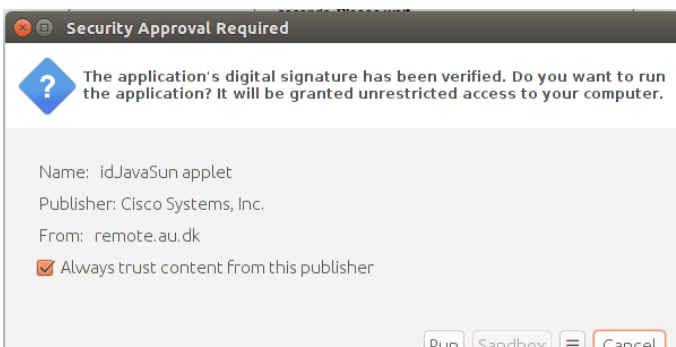 Security Approval Required
The application's digital signature has been verified. Do you want to run
the application? It will be granted unrestricted access to your computer.
Name: idJavaSun applet
Publisher: Cisco Systems, Inc.
From: remote.au.dk
Always trust content from this publisher
Run Sandbox Cancel